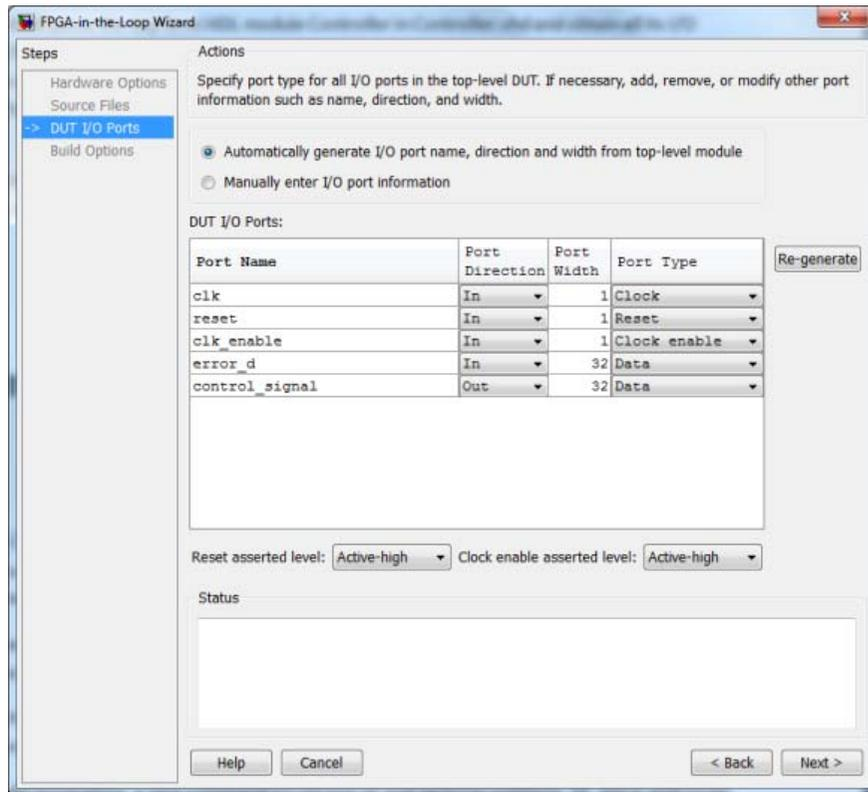 FPGA-in-the-Loop Wizard
Steps
Hardware Options
Source Files
-> DUT I/O Ports
Build Options
Actions
Specify port type for all I/O ports in the top-level DUT. If necessary, add, remove, or modify other port
information such as name, direction, and width.
Automatically generate I/O port name, direction and width from top-level module
Manually enter I/O port information
DUT I/O Ports:
Port Name Port Direction Port Width Port Type
clk In 1 Clock
reset In 1 Reset
clk_enable In 1 Clock enable
error_d In 32 Data
control_signal Out 32 Data
Re-generate
Reset asserted level: Active-high Clock enable asserted level: Active-high
Status
Help Cancel < Back Next >